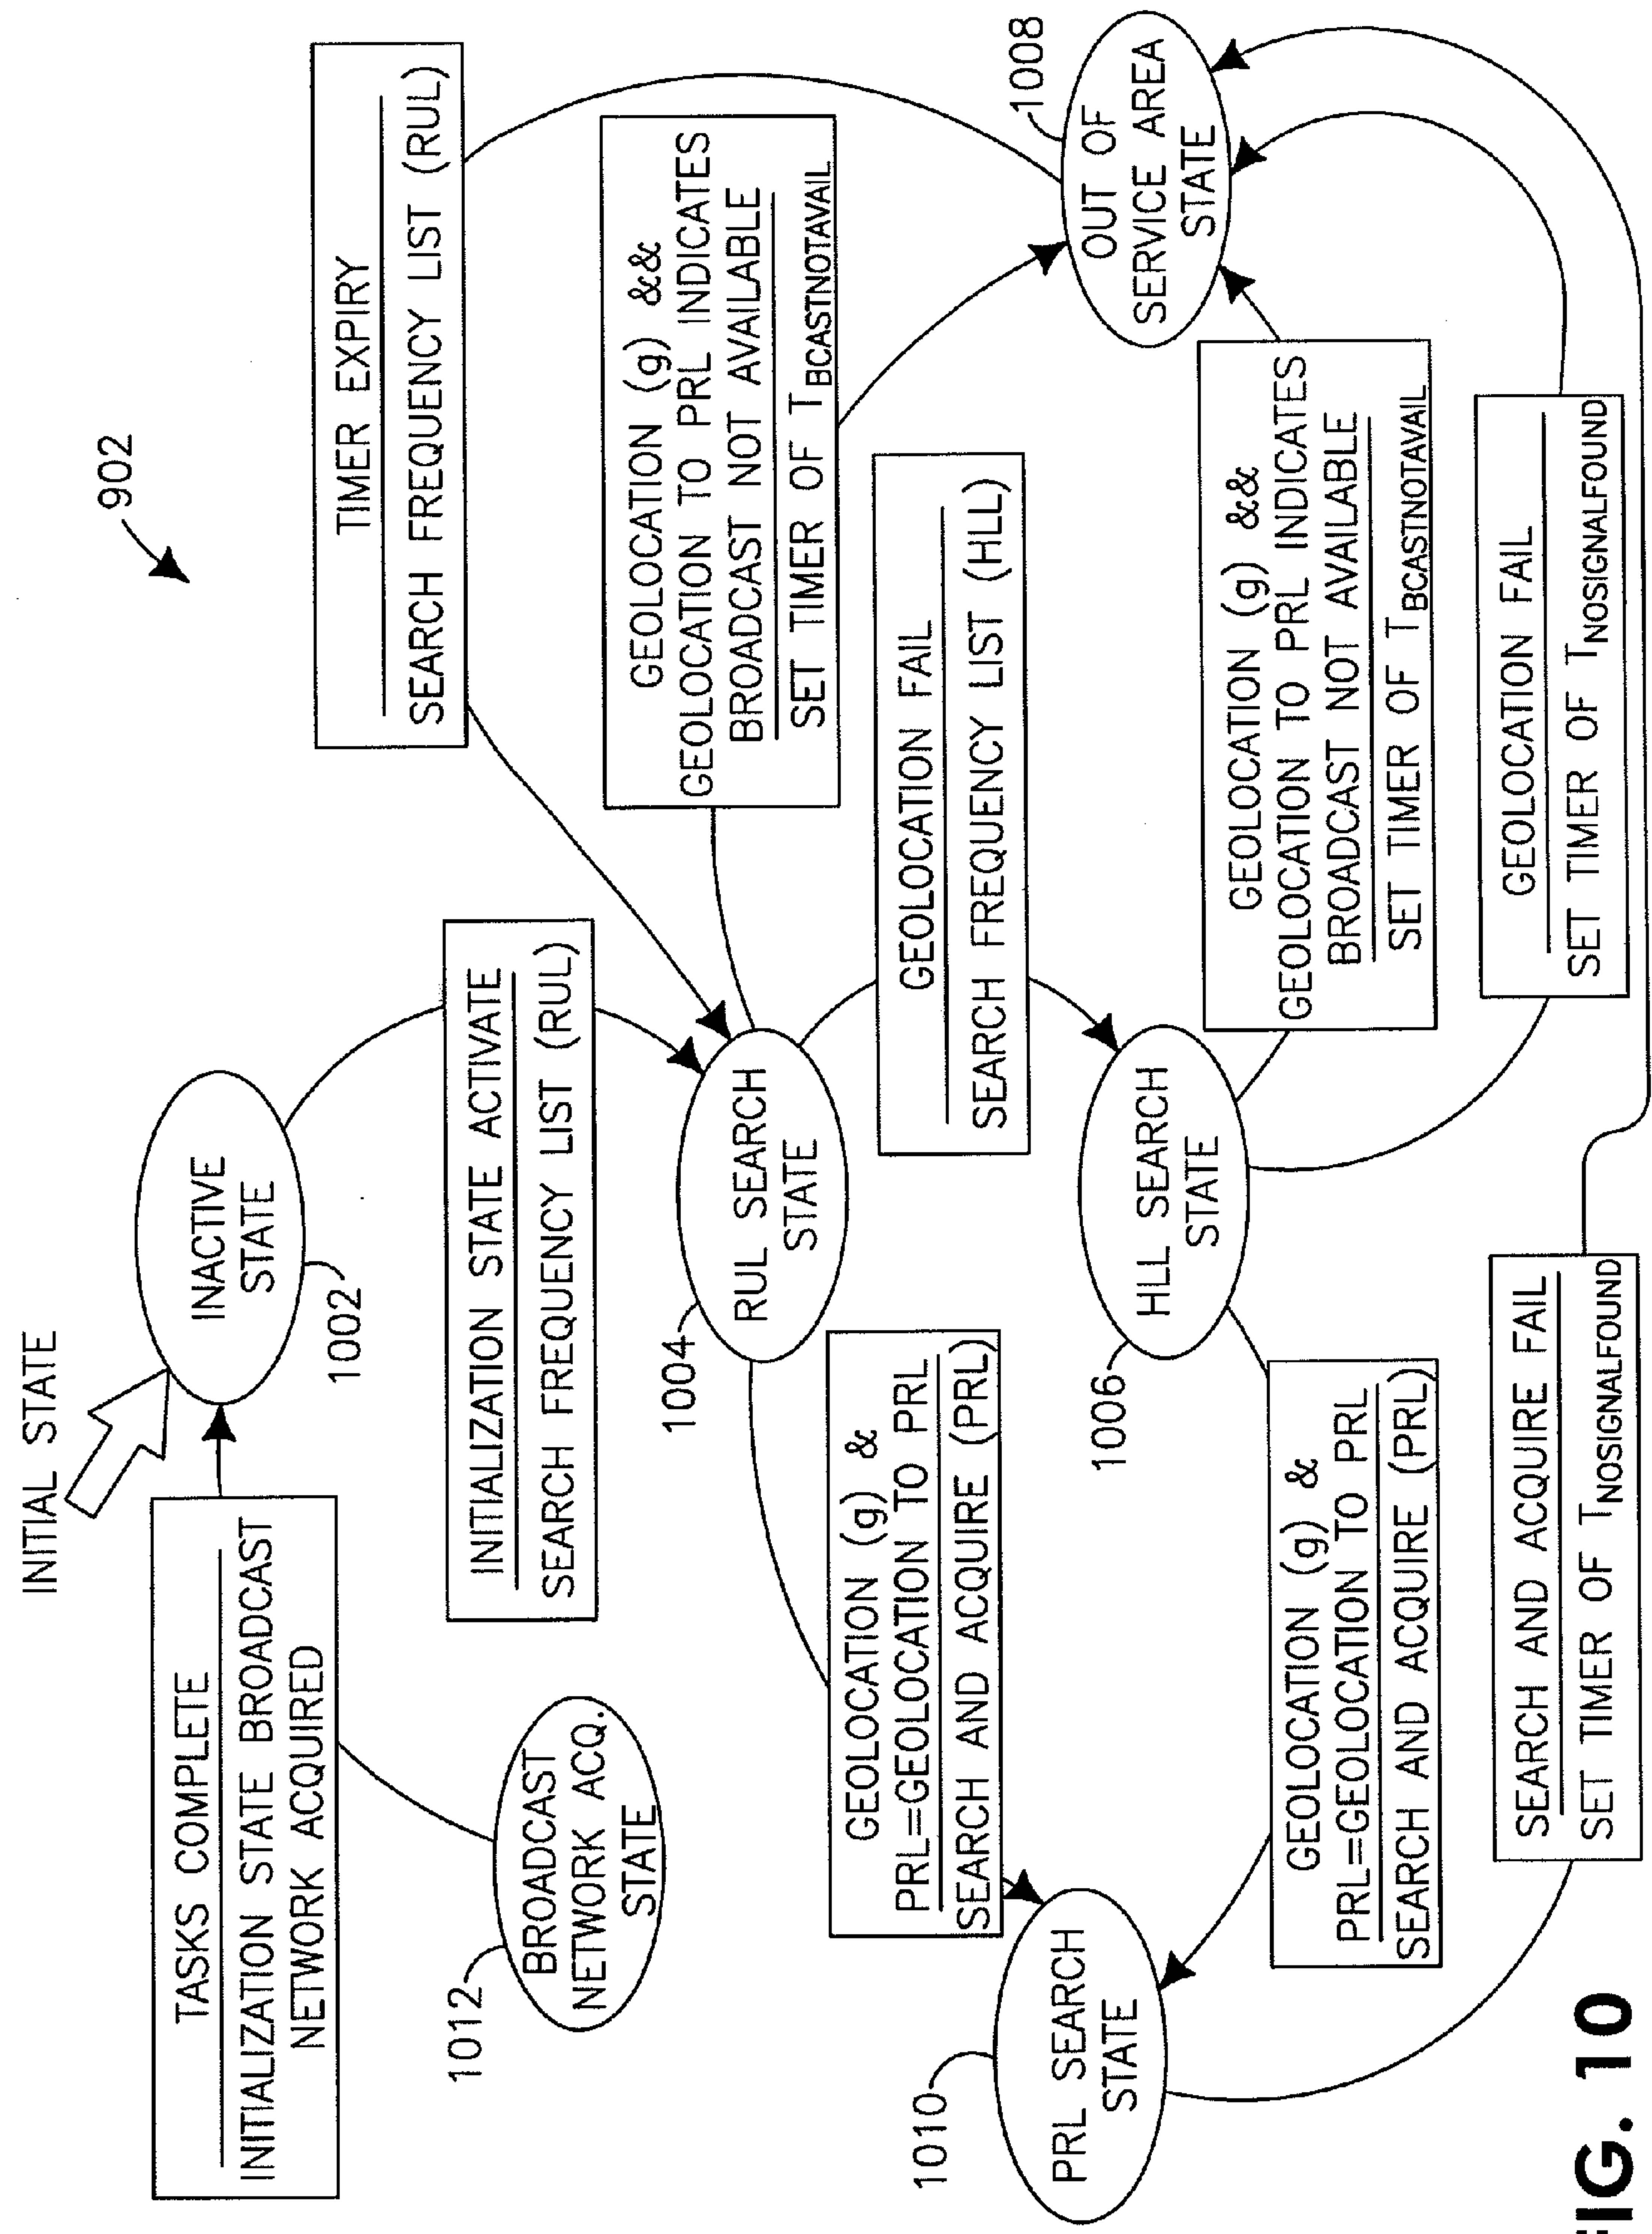 INITIAL STATE
902
TASKS COMPLETE
INITIALIZATION STATE BROADCAST
NETWORK ACQUIRED
INACTIVE
STATE
1002
TIMER EXPIRY
SEARCH FREQUENCY LIST (RUL)
INITIALIZATION STATE ACTIVATE
SEARCH FREQUENCY LIST (RUL)
1012
BROADCAST
NETWORK ACQ.
STATE
GEOLOCATION (g) &&
GEOLOCATION TO PRL INDICATES
BROADCAST NOT AVAILABLE
SET TIMER OF TBCASTNOTAVAIL
1004
RUL SEARCH
STATE
GEOLOCATION (g) &
PRL=GEOLOCATION TO PRL
SEARCH AND ACQUIRE (PRL)
GEOLOCATION FAIL
SEARCH FREQUENCY LIST (HLL)
1008
OUT OF
SERVICE AREA
STATE
1010
PRL SEARCH
STATE
1006
HLL SEARCH
STATE
GEOLOCATION (g) &&
GEOLOCATION TO PRL INDICATES
BROADCAST NOT AVAILABLE
SET TIMER OF TBCASTNOTAVAIL
GEOLOCATION (g) &
PRL=GEOLOCATION TO PRL
SEARCH AND ACQUIRE (PRL)
GEOLOCATION FAIL
SET TIMER OF TNOSIGNALFOUND
SEARCH AND ACQUIRE FAIL
SET TIMER OF TNOSIGNALFOUND
FIG. 10